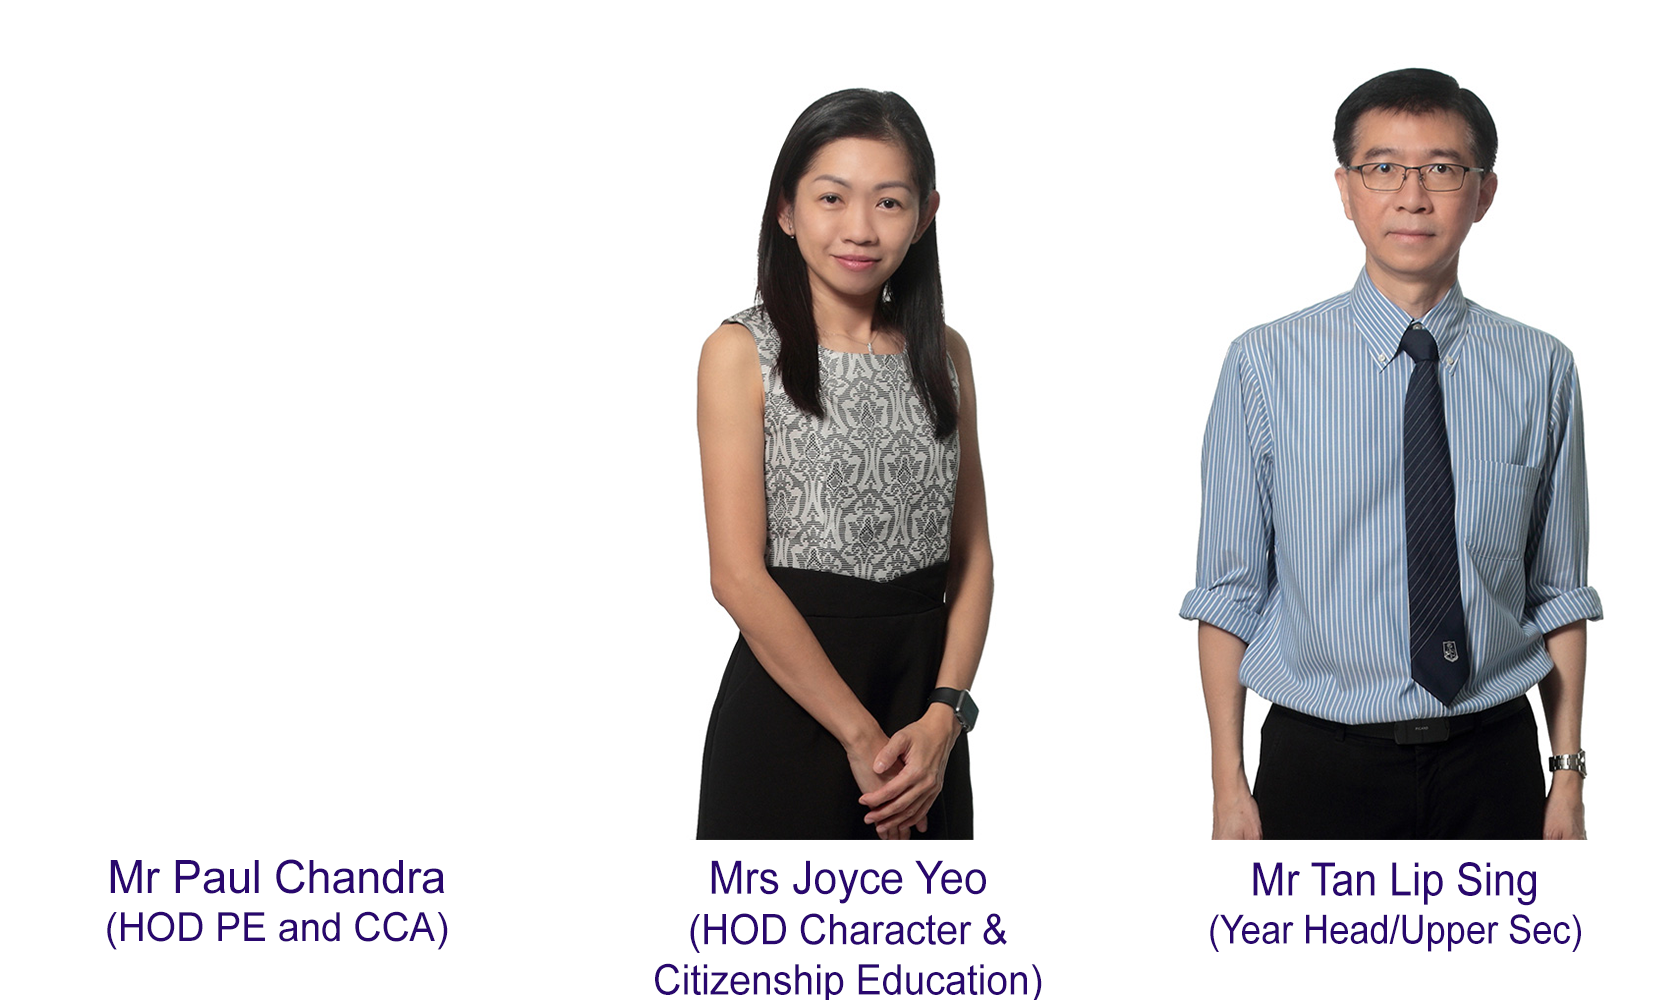 Mr Paul Chandra
(HOD PE and CCA)
Mrs Joyce Yeo
(HOD Character &
Citizenship Education)
Mr Tan Lip Sing
(Year Head/Upper Sec)